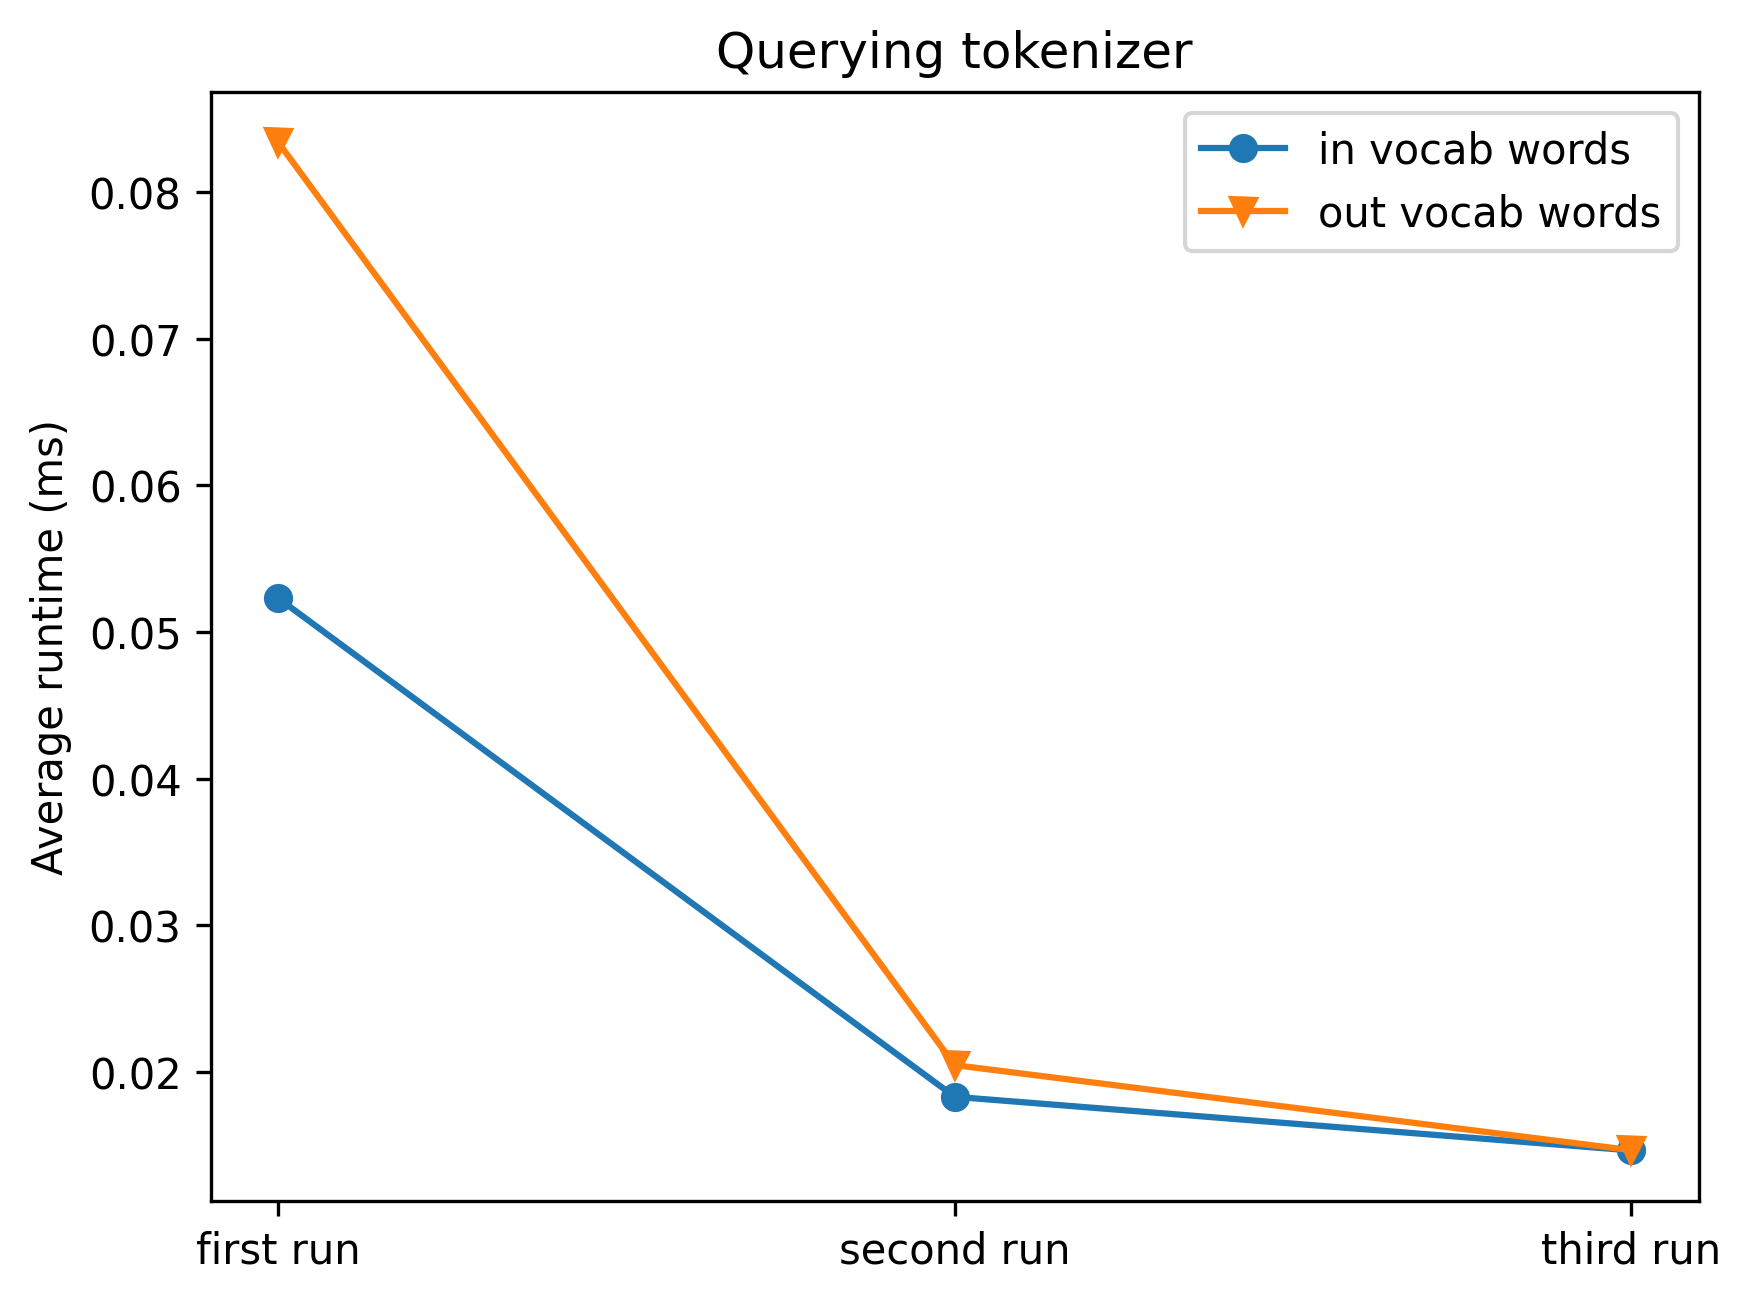 Querying tokenizer
in vocab words
out vocab words
Average runtime (ms)
0.08
0.07
0.06
0.05
0.04
0.03
0.02
first run
second run
third run